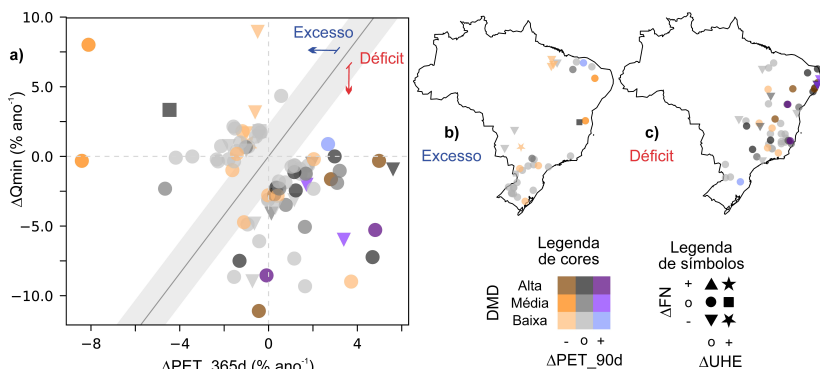 a)
10.0
5.0
0.0
−5.0
−10.0
ΔQmin (% ano⁻¹)
Excesso
Déficit
−8
−4
0
4
ΔPET_365d (% ano⁻¹)
b)
Excesso
c)
Déficit
Legenda
de cores
DMD
Alta
Média
Baixa
- o +
ΔPET_90d
Legenda
de símbolos
ΔFN
+
o
-
o +
ΔUHE